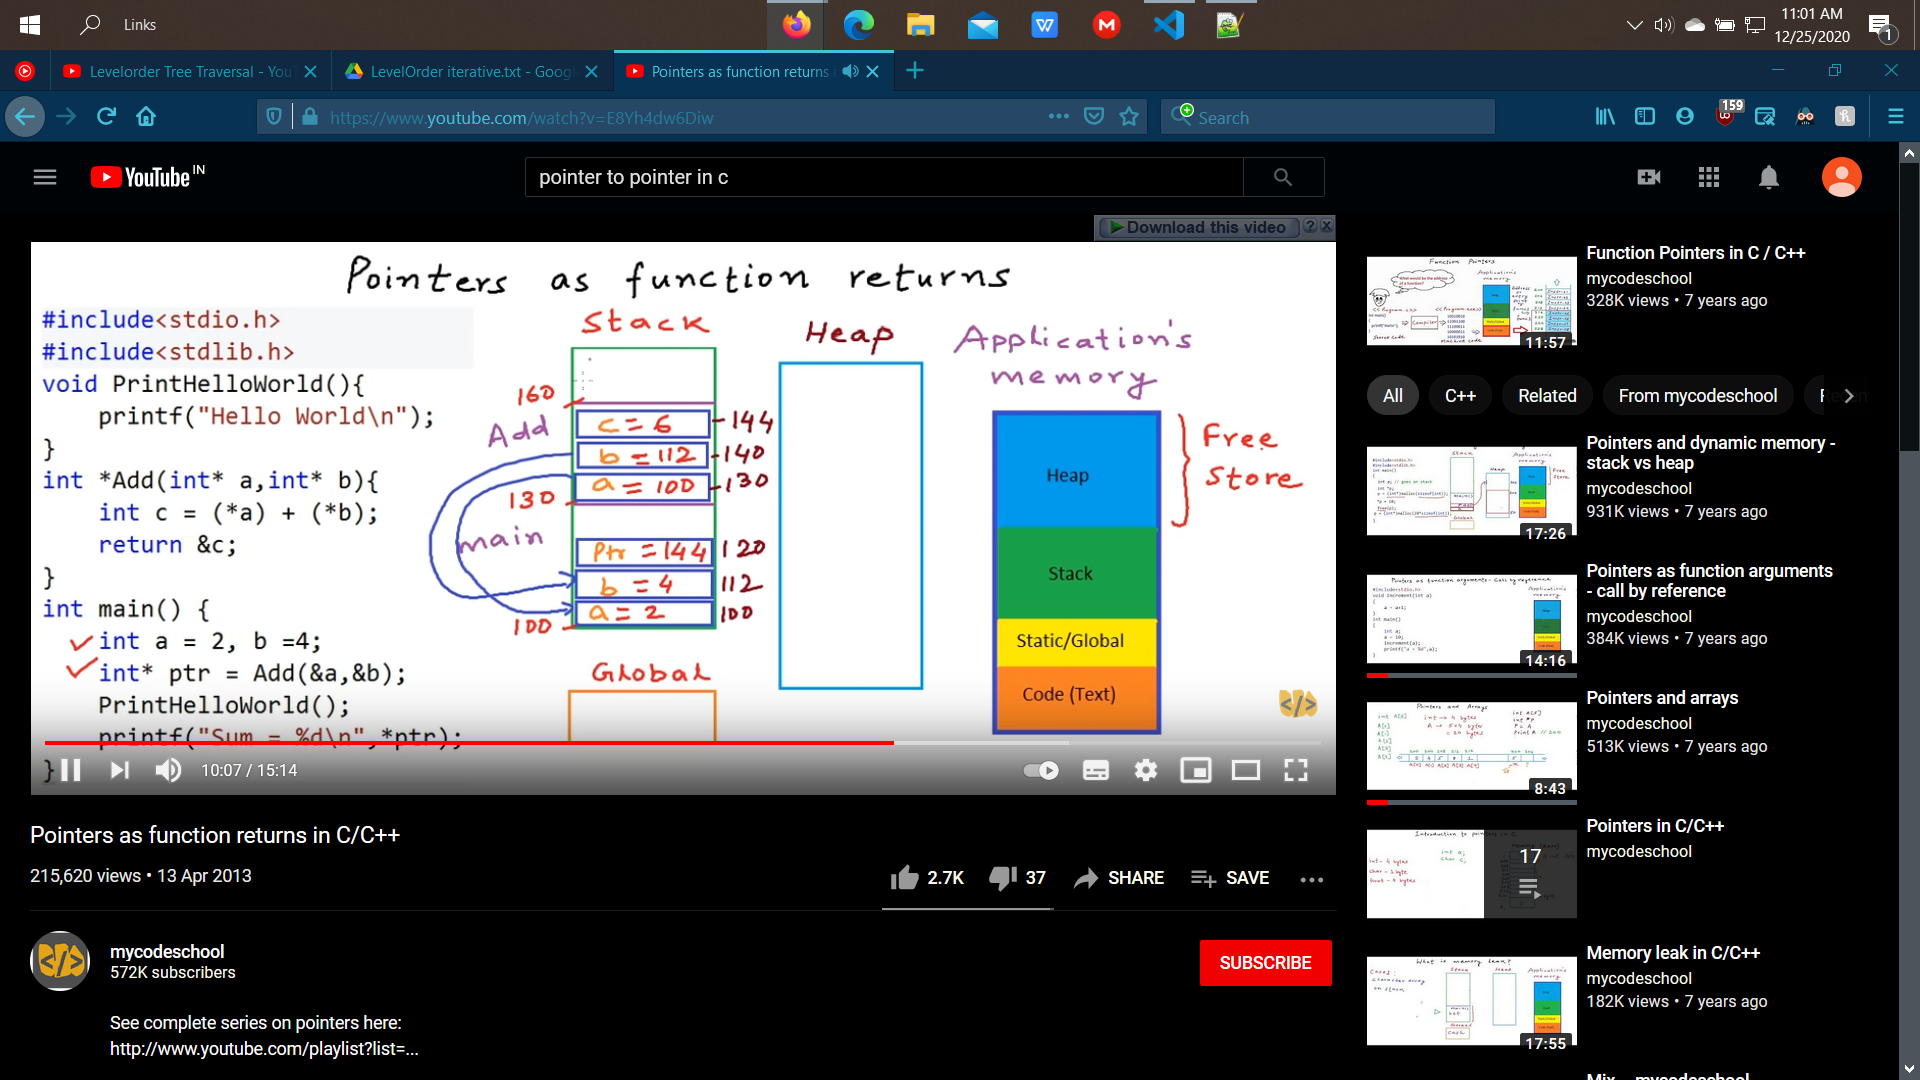 Links
11:01 AM
12/25/2020
1
Levelorder Tree Traversal - You
LevelOrder iterative.txt - Goog
Pointers as function returns
https://www.youtube.com/watch?v=E8Yh4dw6Diw
Search
159
YouTube IN
pointer to pointer in c
Download this video
Pointers as function returns
#include<stdio.h>
#include<stdlib.h>
void PrintHelloWorld(){
printf("Hello World\n");
}
int *Add(int* a,int* b){
int c = (*a) + (*b);
return &c;
}
int main() {
int a = 2, b =4;
int* ptr = Add(&a,&b);
PrintHelloWorld();
printf("Sum = %d\n",*ptr);
}
Stack
160
Add
c = 6 144
b = 112 140
a = 100 130
130
main
Ptr = 144 120
b = 4 112
a = 2 100
100
Global
Heap
Application's
memory
Heap
Stack
Static/Global
Code (Text)
Free
Store
10:07 / 15:14
Pointers as function returns in C/C++
215,620 views • 13 Apr 2013
2.7K
37
SHARE
SAVE
mycodeschool
572K subscribers
SUBSCRIBE
See complete series on pointers here:
http://www.youtube.com/playlist?list=...
Function Pointers in C / C++
mycodeschool
328K views • 7 years ago
11:57
All
C++
Related
From mycodeschool
Pointers and dynamic memory -
stack vs heap
mycodeschool
931K views • 7 years ago
17:26
Pointers as function arguments
- call by reference
mycodeschool
384K views • 7 years ago
14:16
Pointers and arrays
mycodeschool
513K views • 7 years ago
8:43
Pointers in C/C++
mycodeschool
17
Memory leak in C/C++
mycodeschool
182K views • 7 years ago
17:55